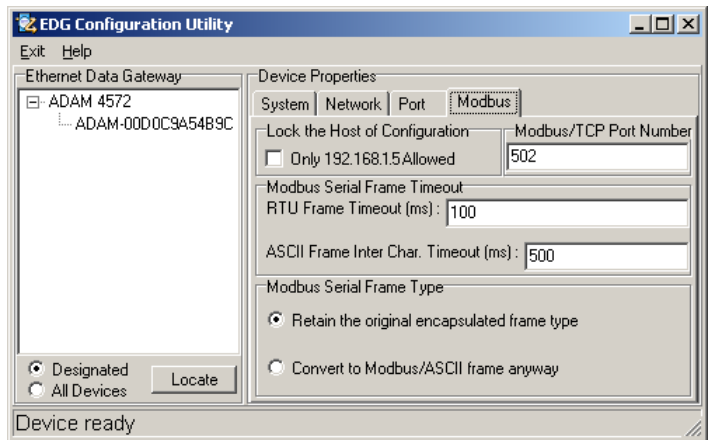 EDG Configuration Utility
Exit Help
Ethernet Data Gateway
ADAM 4572
ADAM-00D0C9A54B9C
Designated
All Devices
Locate
Device Properties
System Network Port Modbus
Lock the Host of Configuration
Only 192.168.1.5 Allowed
Modbus/TCP Port Number
502
Modbus Serial Frame Timeout
RTU Frame Timeout (ms) : 100
ASCII Frame Inter Char. Timeout (ms) : 500
Modbus Serial Frame Type
Retain the original encapsulated frame type
Convert to Modbus/ASCII frame anyway
Device ready